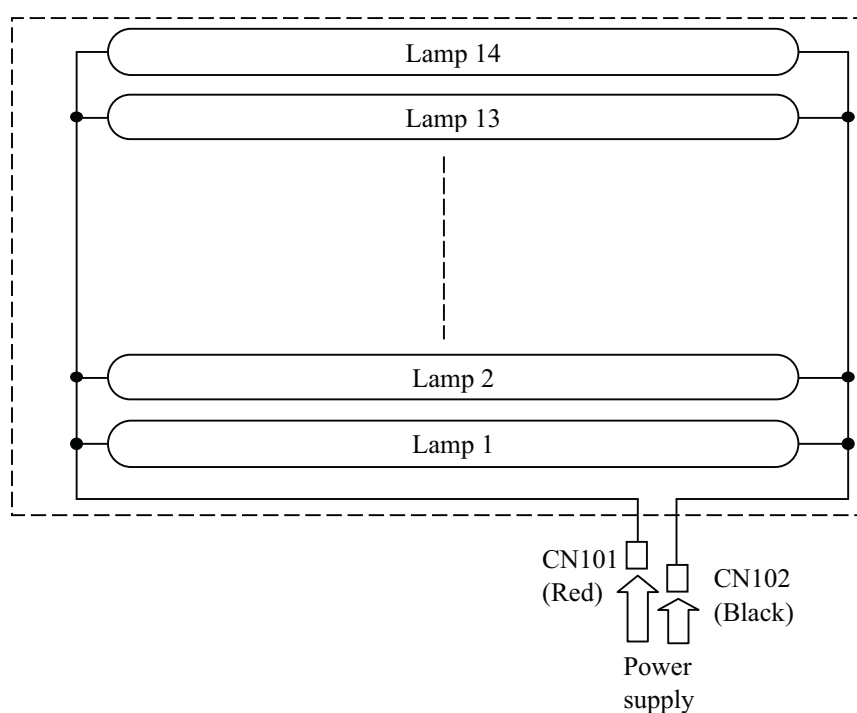 Lamp 14
Lamp 13
Lamp 2
Lamp 1
CN101
(Red)
CN102
(Black)
Power
supply